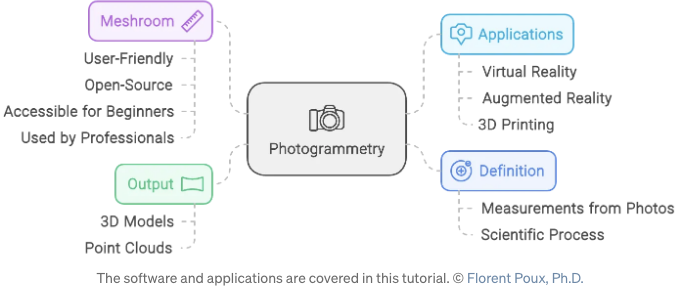 Meshroom
User-Friendly
Open-Source
Accessible for Beginners
Used by Professionals
Output
3D Models
Point Clouds
Photogrammetry
Applications
Virtual Reality
Augmented Reality
3D Printing
Definition
Measurements from Photos
Scientific Process
The software and applications are covered in this tutorial. © Florent Poux, Ph.D.